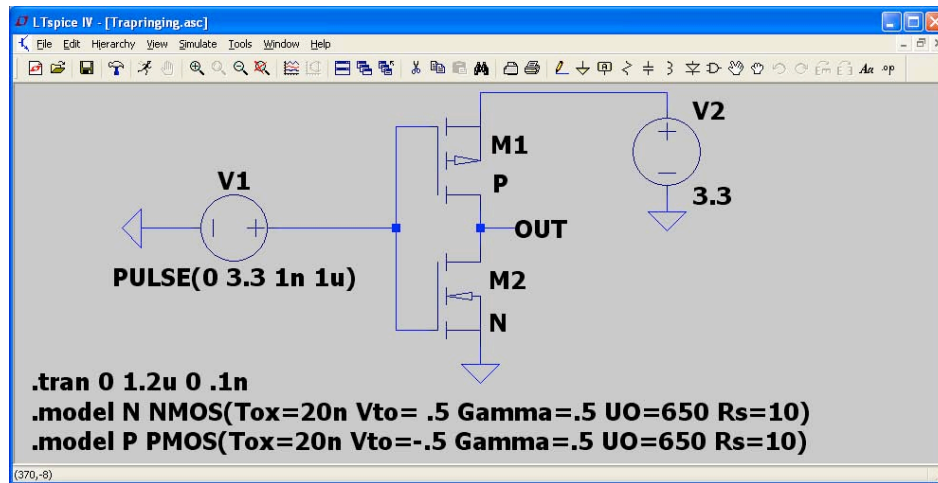 LTspice IV - [Trapringing.asc]
File Edit Hierarchy View Simulate Tools Window Help
Aa .op
V2
M1
V1
P
3.3
OUT
PULSE(0 3.3 1n 1u)
M2
N
.tran 0 1.2u 0 .1n
.model N NMOS(Tox=20n Vto= .5 Gamma=.5 UO=650 Rs=10)
.model P PMOS(Tox=20n Vto=-.5 Gamma=.5 UO=650 Rs=10)
(370,-8)